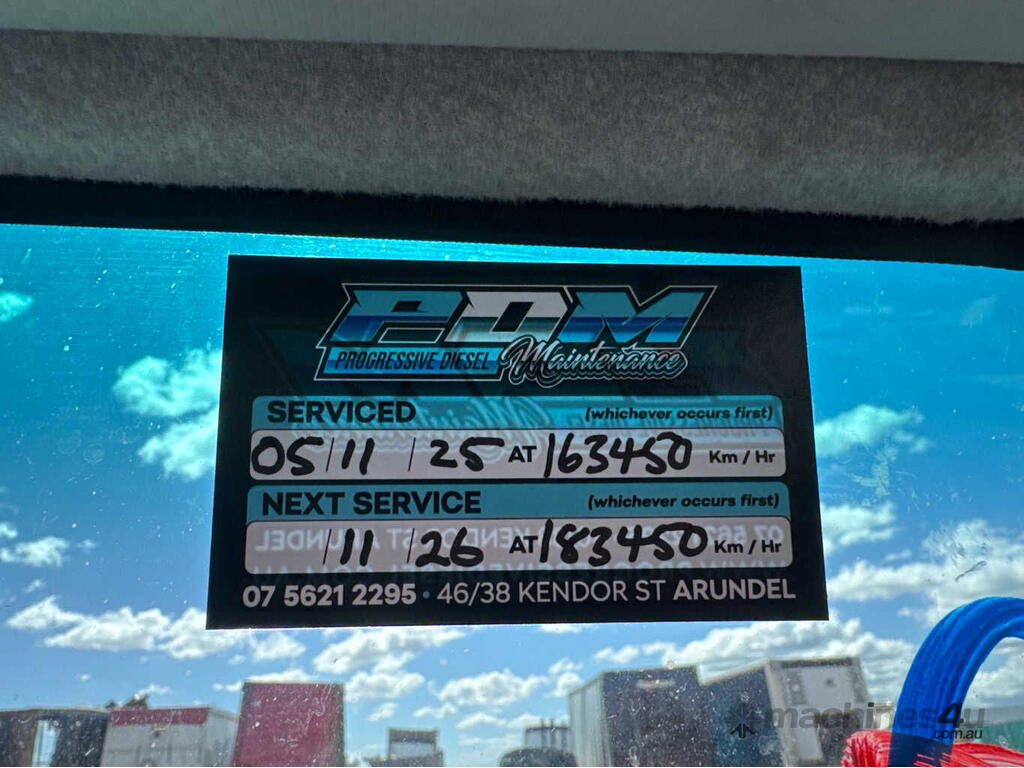 PDM
PROGRESSIVE DIESEL Maintenance
SERVICED (whichever occurs first)
05/11/25 AT 163450 Km / Hr
NEXT SERVICE (whichever occurs first)
/11/26 AT 183450 Km / Hr
07 5621 2295 • 46/38 KENDOR ST ARUNDEL
machines4u
.com.au